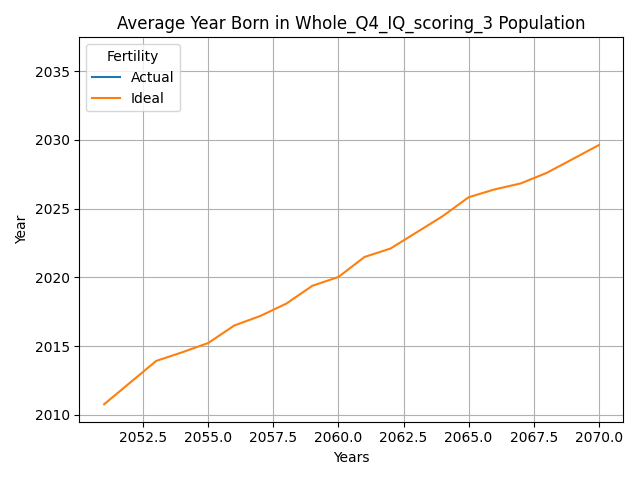 Average Year Born in Whole_Q4_IQ_scoring_3 Population
Fertility
Actual
Ideal
2035
2030
2025
2020
2015
2010
Year
2052.5 2055.0 2057.5 2060.0 2062.5 2065.0 2067.5 2070.0
Years